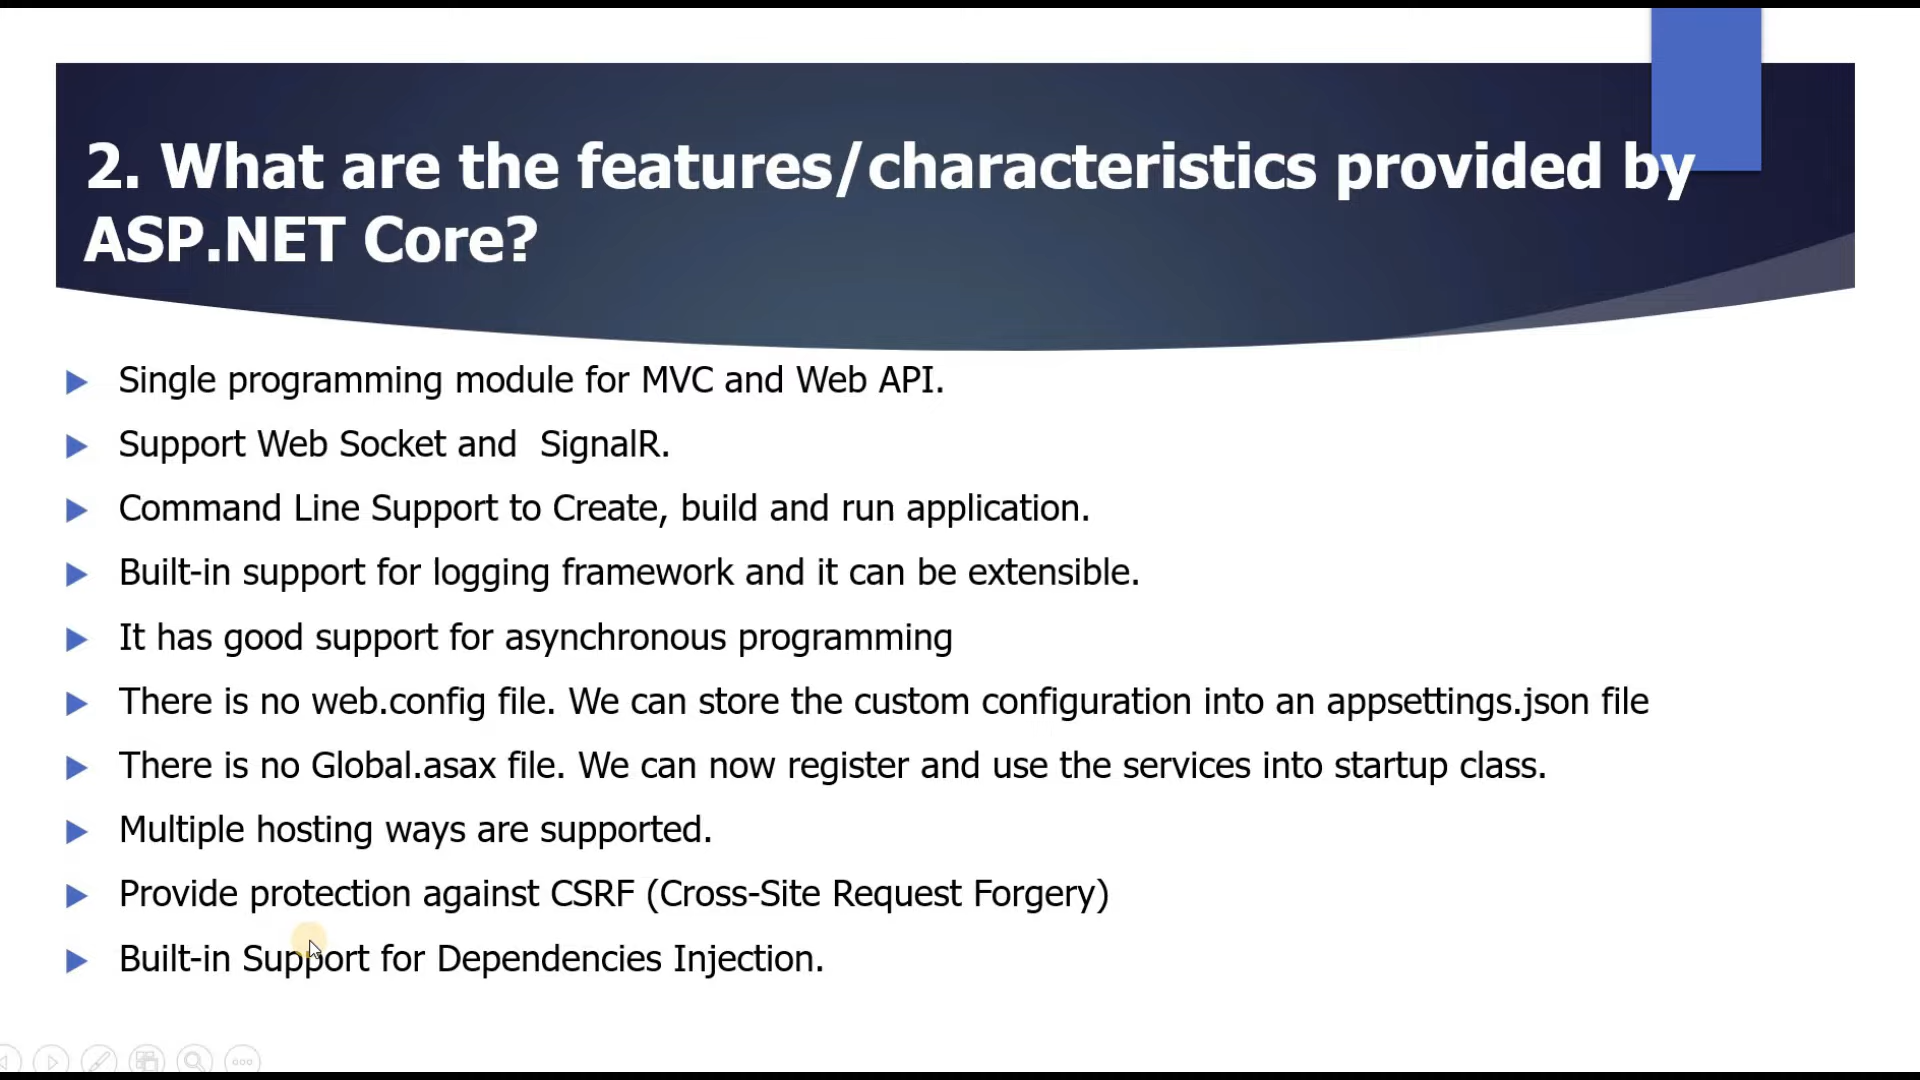 2. What are the features/characteristics provided by
ASP.NET Core?
Single programming module for MVC and Web API.
Support Web Socket and  SignalR.
Command Line Support to Create, build and run application.
Built-in support for logging framework and it can be extensible.
It has good support for asynchronous programming
There is no web.config file. We can store the custom configuration into an appsettings.json file
There is no Global.asax file. We can now register and use the services into startup class.
Multiple hosting ways are supported.
Provide protection against CSRF (Cross-Site Request Forgery)
Built-in Support for Dependencies Injection.